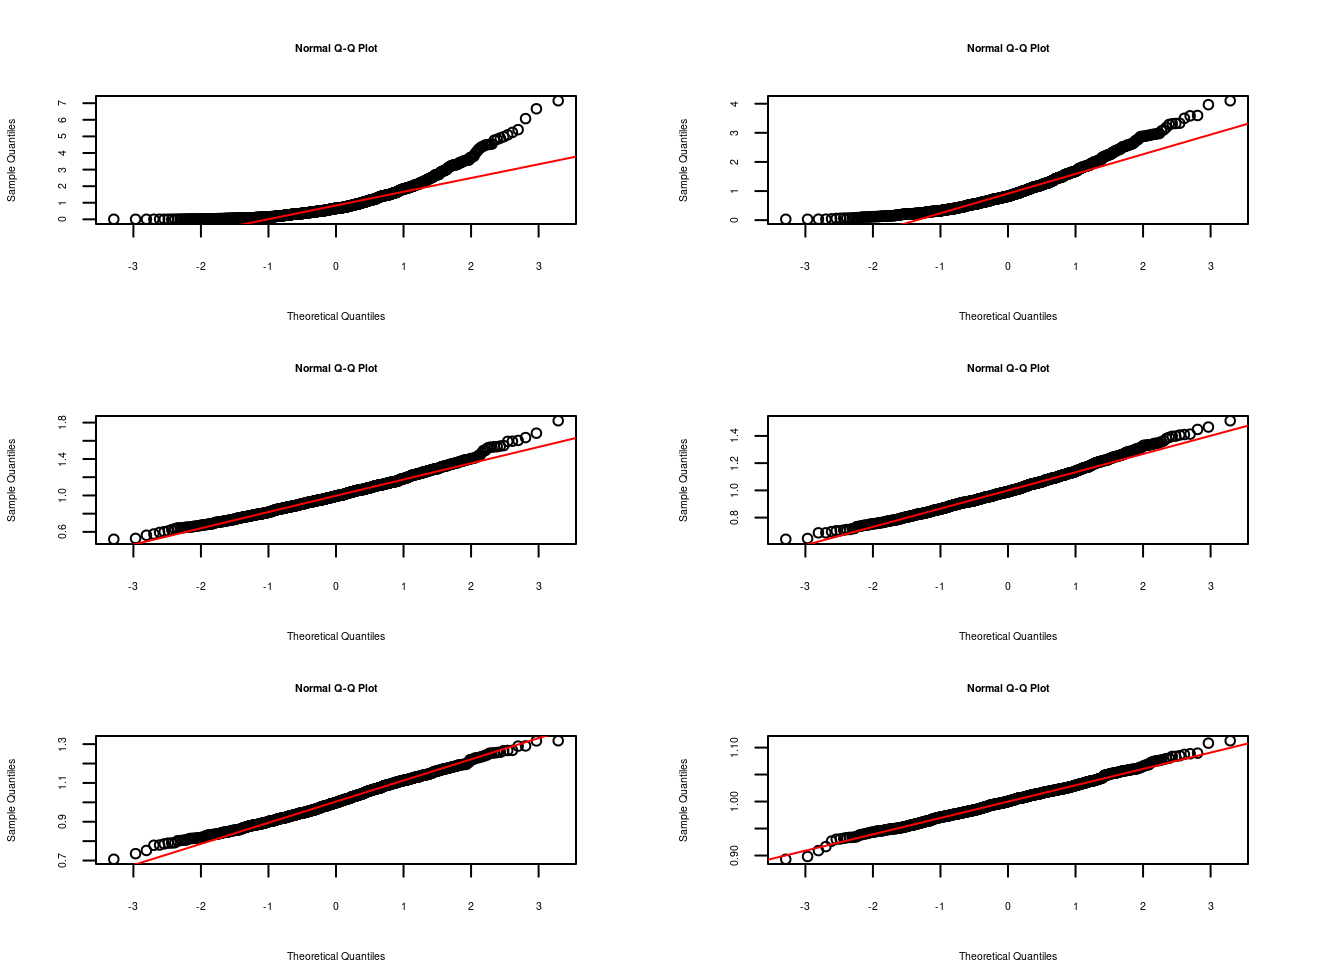 Normal Q-Q Plot
Sample Quantiles
0 1 2 3 4 5 6 7
-3 -2 -1 0 1 2 3
Theoretical Quantiles
Normal Q-Q Plot
Sample Quantiles
0 1 2 3 4
-3 -2 -1 0 1 2 3
Theoretical Quantiles
Normal Q-Q Plot
Sample Quantiles
0.6 1.0 1.4 1.8
-3 -2 -1 0 1 2 3
Theoretical Quantiles
Normal Q-Q Plot
Sample Quantiles
0.8 1.0 1.2 1.4
-3 -2 -1 0 1 2 3
Theoretical Quantiles
Normal Q-Q Plot
Sample Quantiles
0.7 0.9 1.1 1.3
-3 -2 -1 0 1 2 3
Theoretical Quantiles
Normal Q-Q Plot
Sample Quantiles
0.90 1.00 1.10
-3 -2 -1 0 1 2 3
Theoretical Quantiles